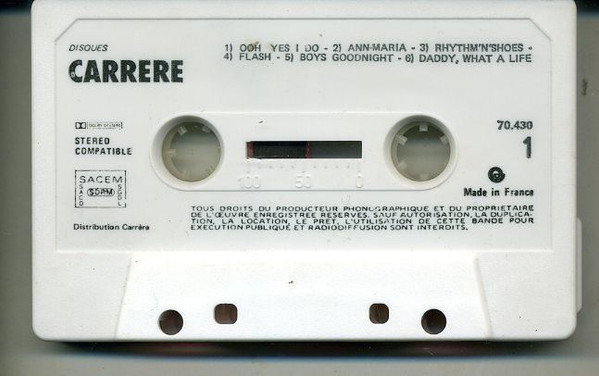 DISQUES
CARRERE
1) OOH YES I DO - 2) ANN-MARIA - 3) RHYTHM'N'SHOES -
4) FLASH - 5) BOYS GOODNIGHT - 6) DADDY, WHAT A LIFE
STEREO
COMPATIBLE
70.430
1
100 50 0
SACEM
SDRM
SACD
SGDL
Made in France
Distribution Carrère
TOUS DROITS DU PRODUCTEUR PHONOGRAPHIQUE ET DU PROPRIETAIRE
DE L'ŒUVRE ENREGISTREE RESERVES. SAUF AUTORISATION, LA DUPLICA-
TION, LA LOCATION, LE PRET, L'UTILISATION DE CETTE BANDE POUR
EXECUTION PUBLIQUE ET RADIODIFFUSION SONT INTERDITS.